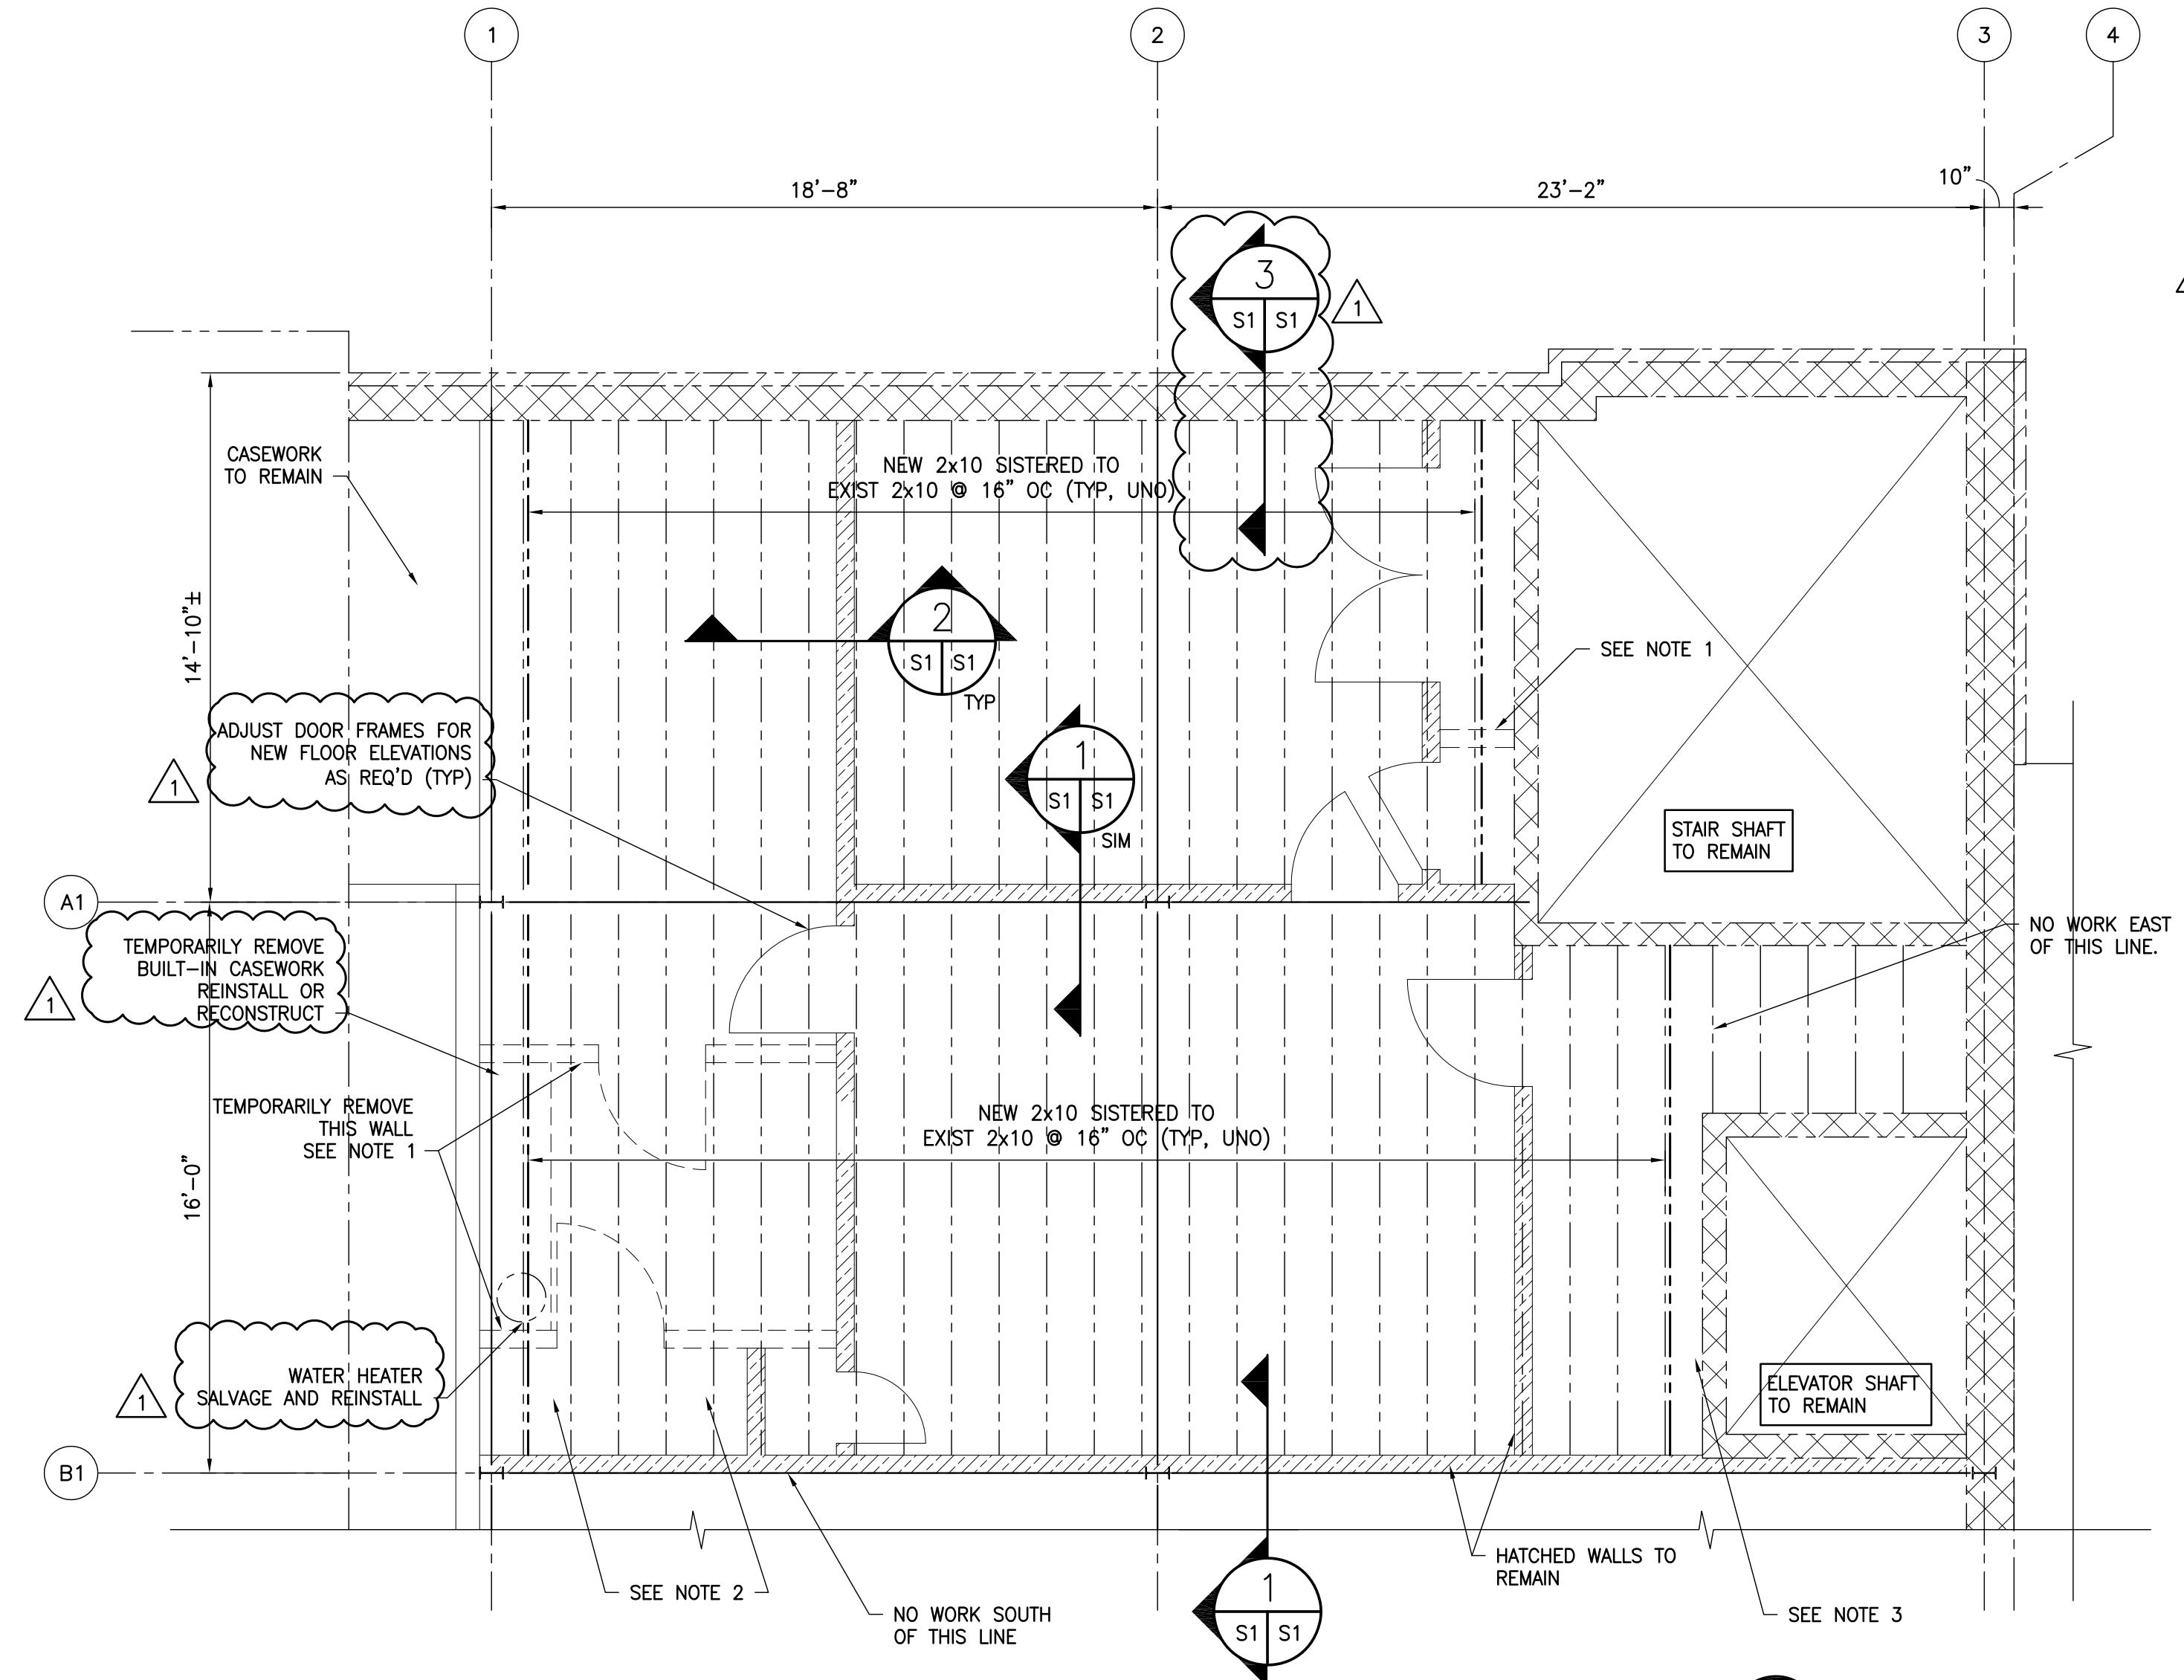 1
2
3
4
18'-8"
23'-2"
10"
3
S1 S1
1
CASEWORK
TO REMAIN
NEW 2x10 SISTERED TO
EXIST 2x10 @ 16" OC (TYP, UNO)
14'-10"±
2
S1 S1
TYP
SEE NOTE 1
ADJUST DOOR FRAMES FOR
NEW FLOOR ELEVATIONS
AS REQ'D (TYP)
1
1
S1 S1
SIM
STAIR SHAFT
TO REMAIN
A1
NO WORK EAST
OF THIS LINE.
TEMPORARILY REMOVE
BUILT-IN CASEWORK
REINSTALL OR
RECONSTRUCT
1
TEMPORARILY REMOVE
THIS WALL
SEE NOTE 1
NEW 2x10 SISTERED TO
EXIST 2x10 @ 16" OC (TYP, UNO)
16'-0"
WATER HEATER
SALVAGE AND REINSTALL
1
ELEVATOR SHAFT
TO REMAIN
B1
HATCHED WALLS TO
REMAIN
SEE NOTE 2
NO WORK SOUTH
OF THIS LINE
1
S1 S1
SEE NOTE 3